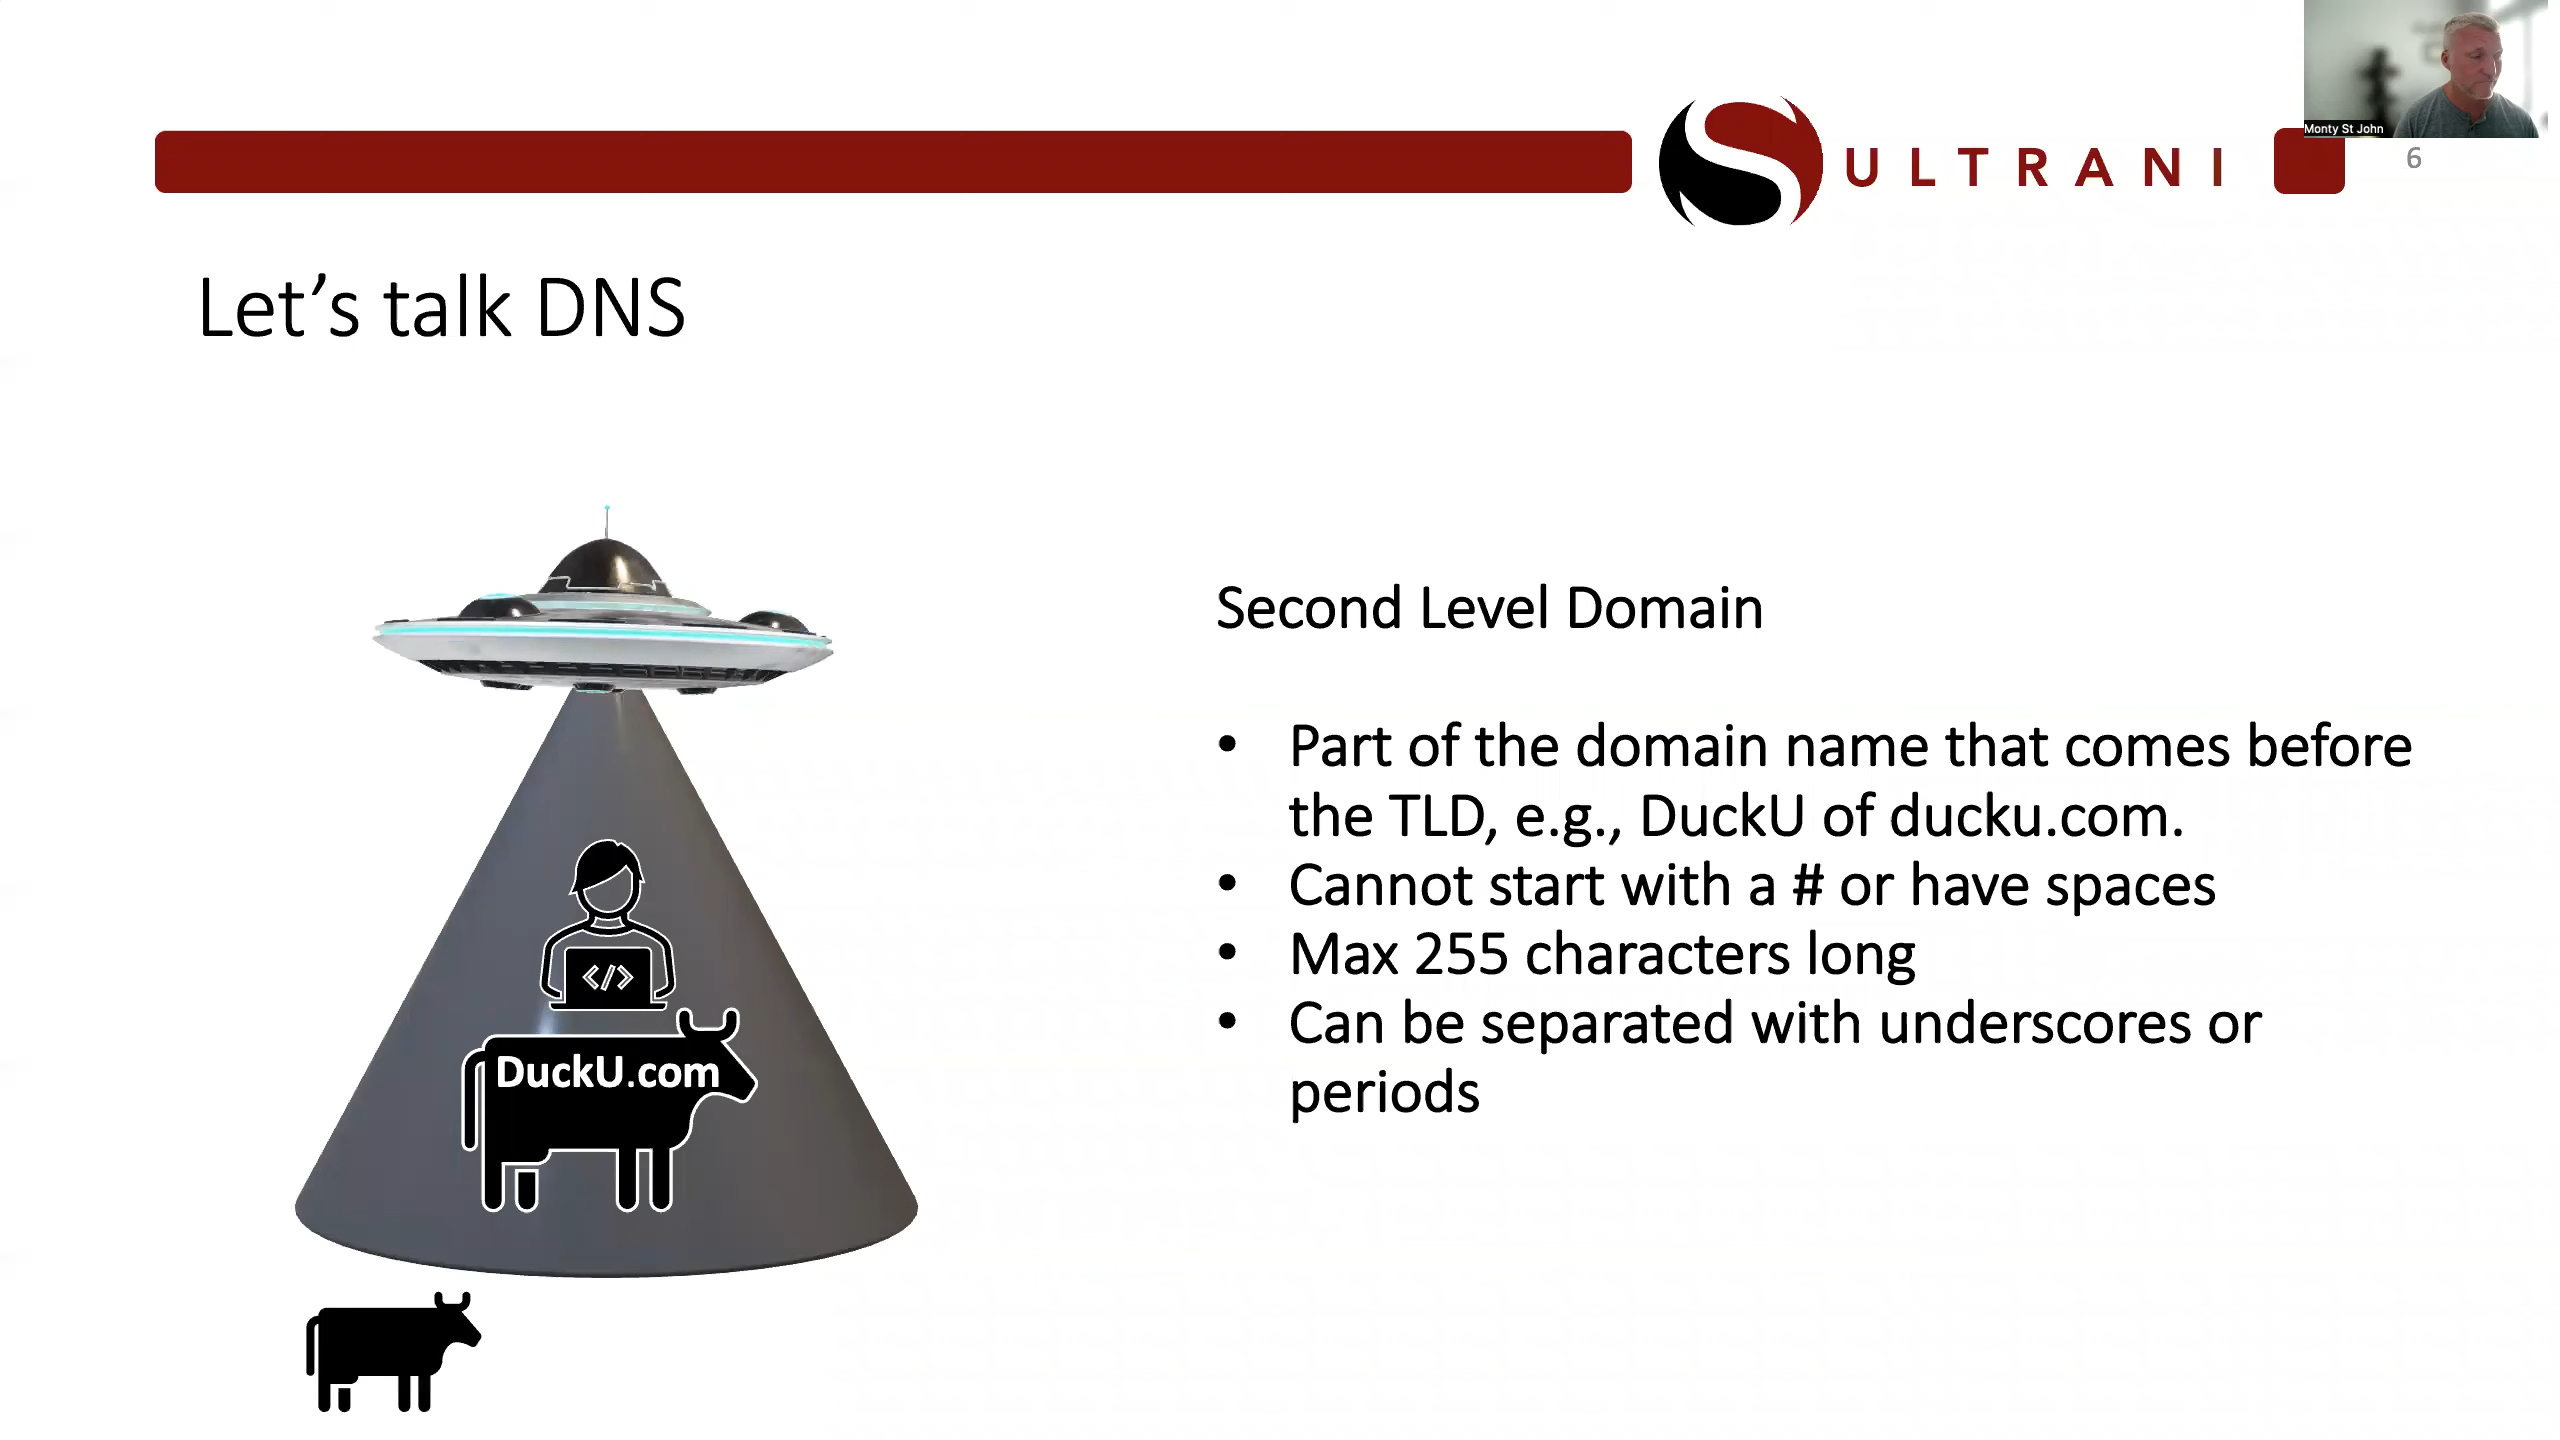 Monty St John
SULTRANI
6
Let’s talk DNS
Second Level Domain
• Part of the domain name that comes before
the TLD, e.g., DuckU of ducku.com.
• Cannot start with a # or have spaces
• Max 255 characters long
• Can be separated with underscores or
periods
</>
DuckU.com